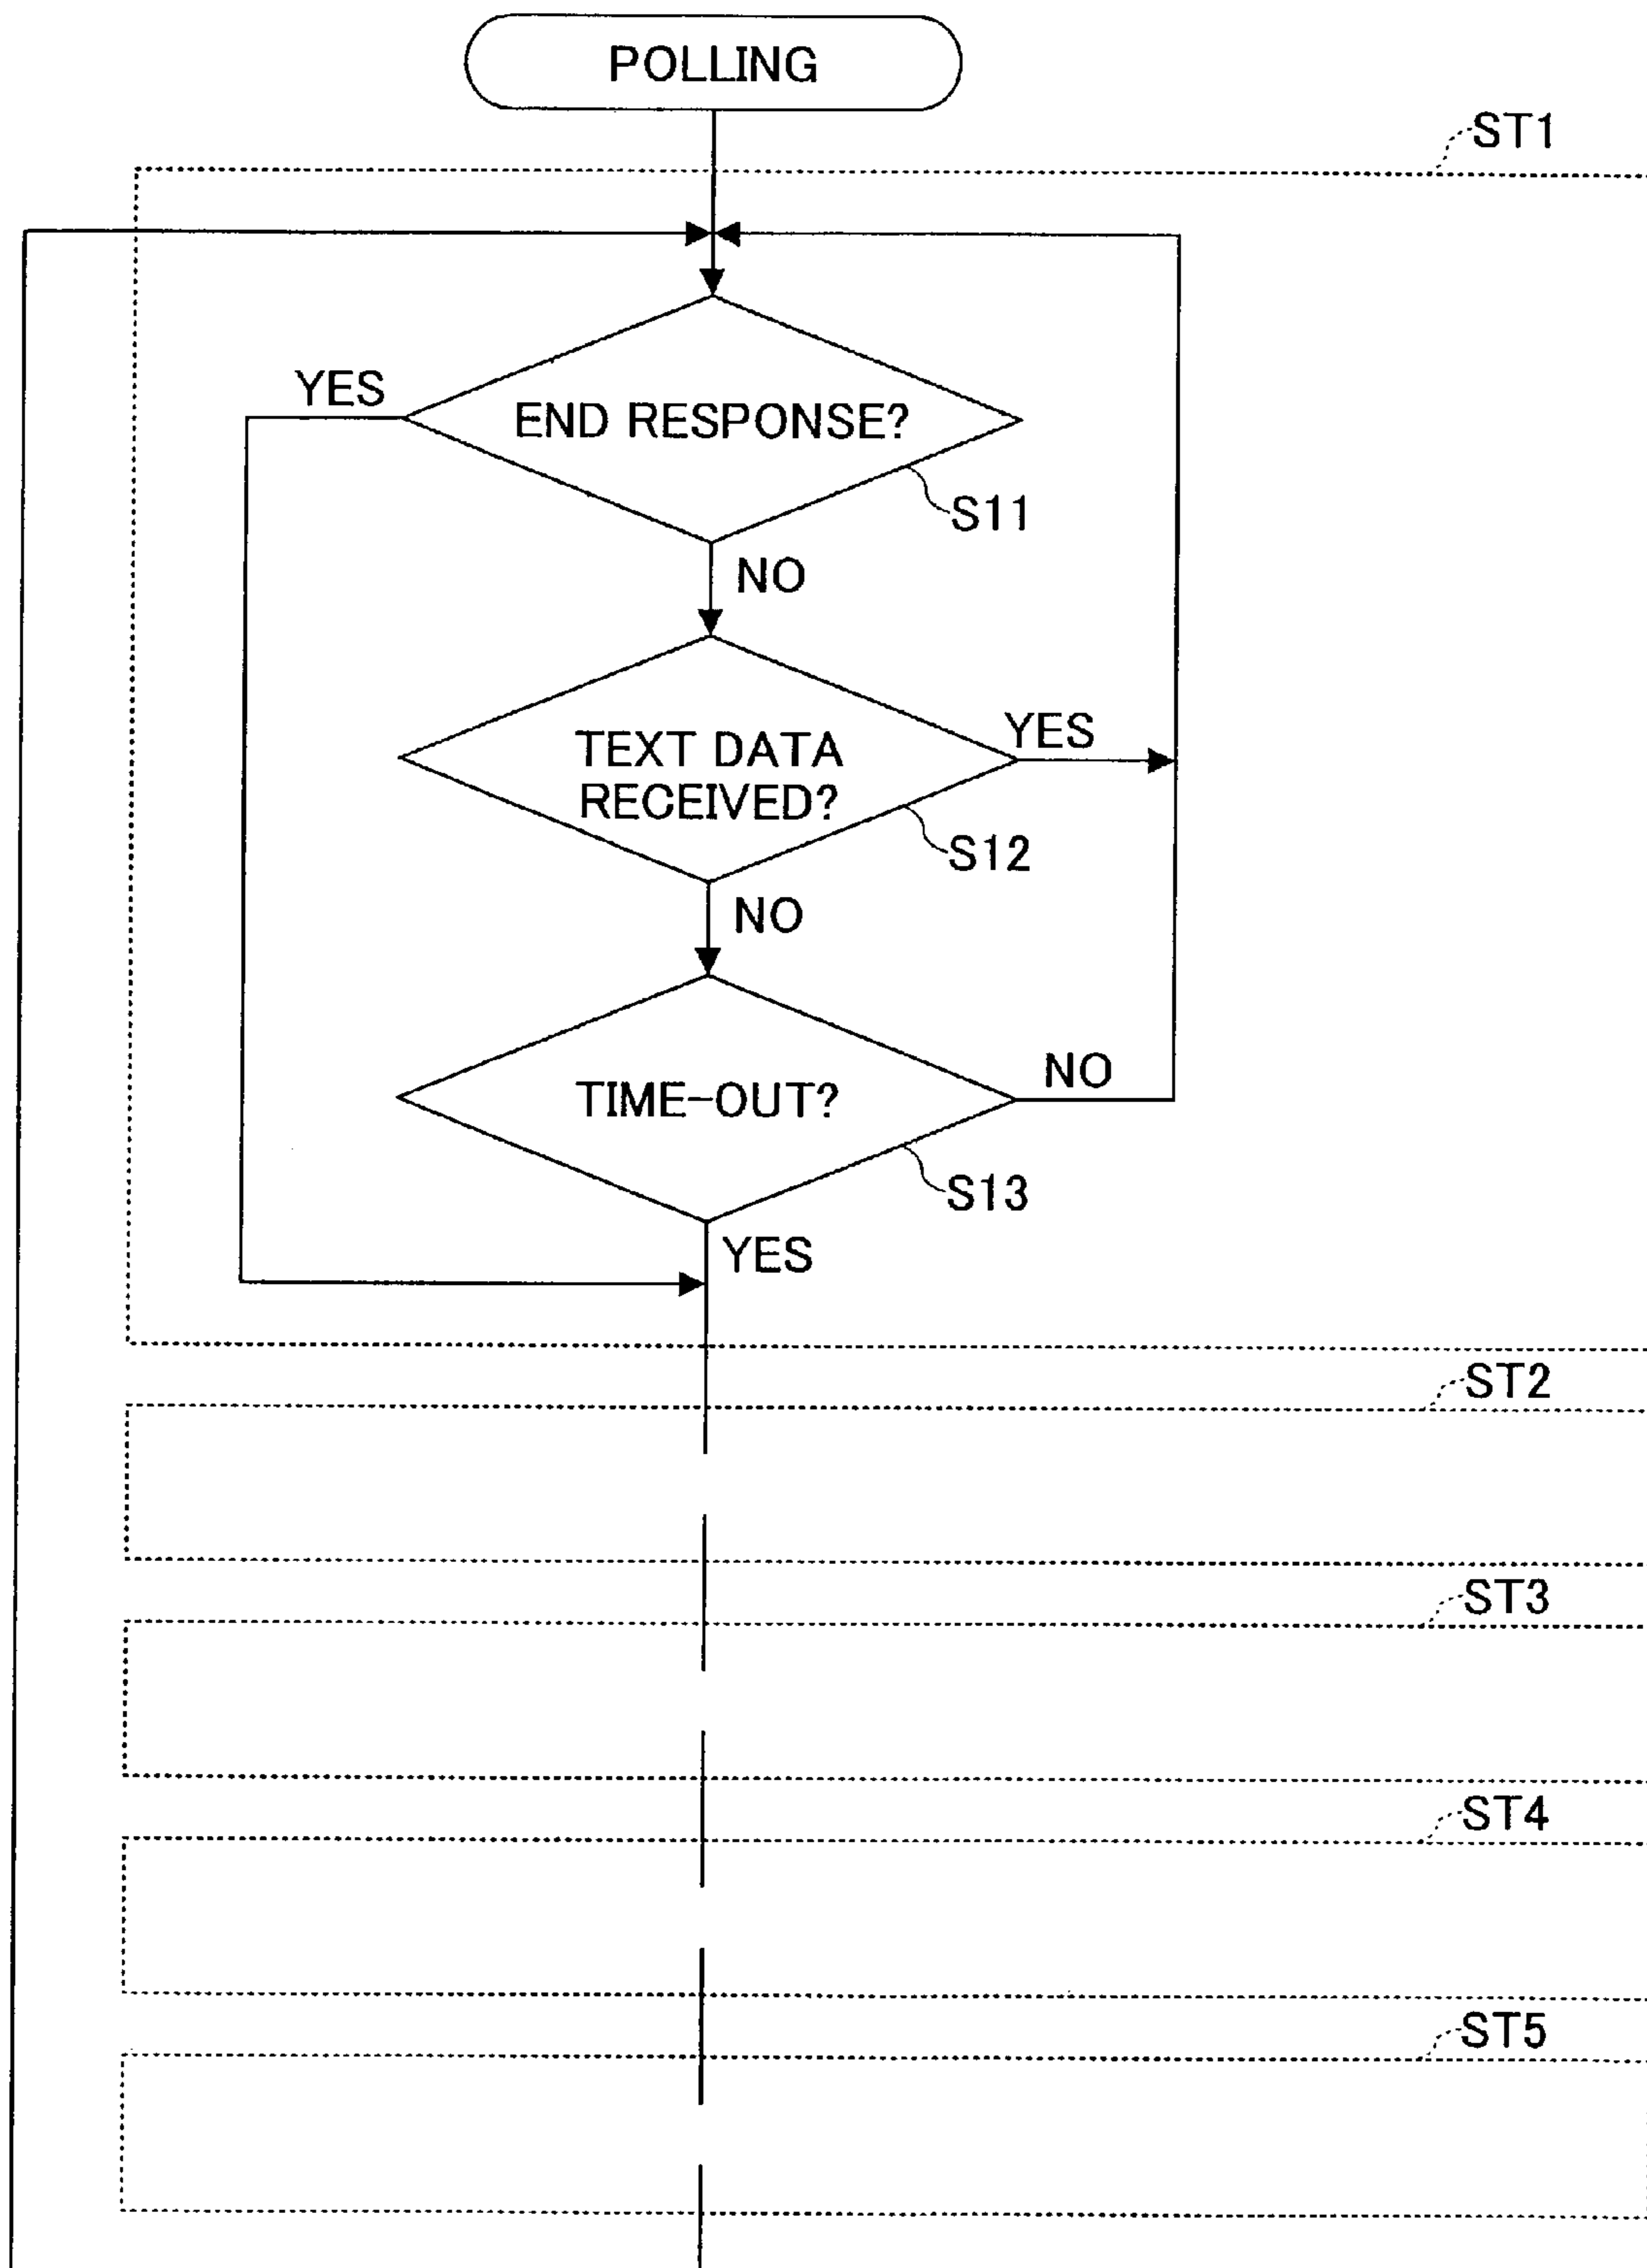 POLLING
ST1
YES
END RESPONSE?
S11
NO
YES
TEXT DATA
RECEIVED?
S12
NO
NO
TIME-OUT?
S13
YES
ST2
ST3
ST4
ST5